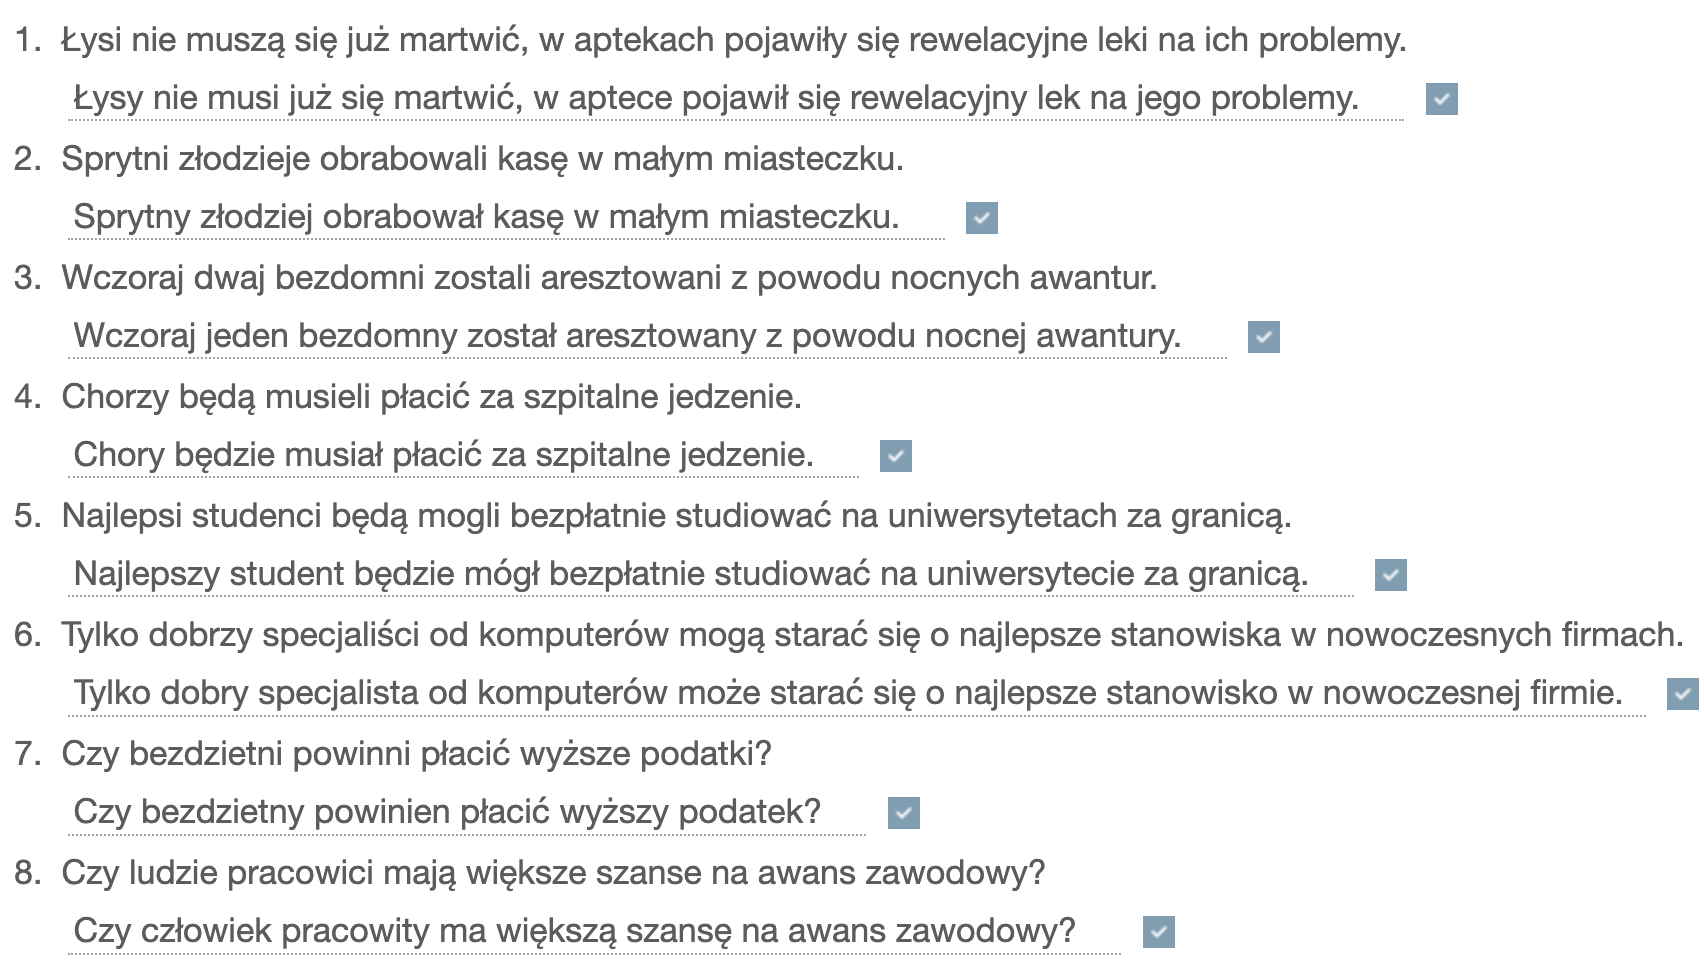 1. Łysi nie muszą się już martwić, w aptekach pojawiły się rewelacyjne leki na ich problemy.
Łysy nie musi już się martwić, w aptece pojawił się rewelacyjny lek na jego problemy.
2. Sprytni złodzieje obrabowali kasę w małym miasteczku.
Sprytny złodziej obrabował kasę w małym miasteczku.
3. Wczoraj dwaj bezdomni zostali aresztowani z powodu nocnych awantur.
Wczoraj jeden bezdomny został aresztowany z powodu nocnej awantury.
4. Chorzy będą musieli płacić za szpitalne jedzenie.
Chory będzie musiał płacić za szpitalne jedzenie.
5. Najlepsi studenci będą mogli bezpłatnie studiować na uniwersytetach za granicą.
Najlepszy student będzie mógł bezpłatnie studiować na uniwersytecie za granicą.
6. Tylko dobrzy specjaliści od komputerów mogą starać się o najlepsze stanowiska w nowoczesnych firmach.
Tylko dobry specjalista od komputerów może starać się o najlepsze stanowisko w nowoczesnej firmie.
7. Czy bezdzietni powinni płacić wyższe podatki?
Czy bezdzietny powinien płacić wyższy podatek?
8. Czy ludzie pracowici mają większe szanse na awans zawodowy?
Czy człowiek pracowity ma większą szansę na awans zawodowy?